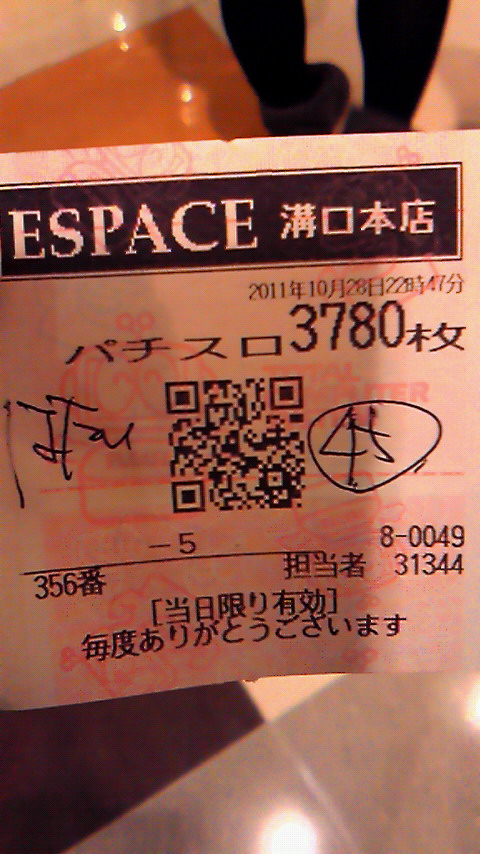 ESPACE 溝口本店
2011年10月28日22時47分
パチスロ3780枚
45
-5
8-0049
356番
担当者 31344
[当日限り有効]
毎度ありがとうございます